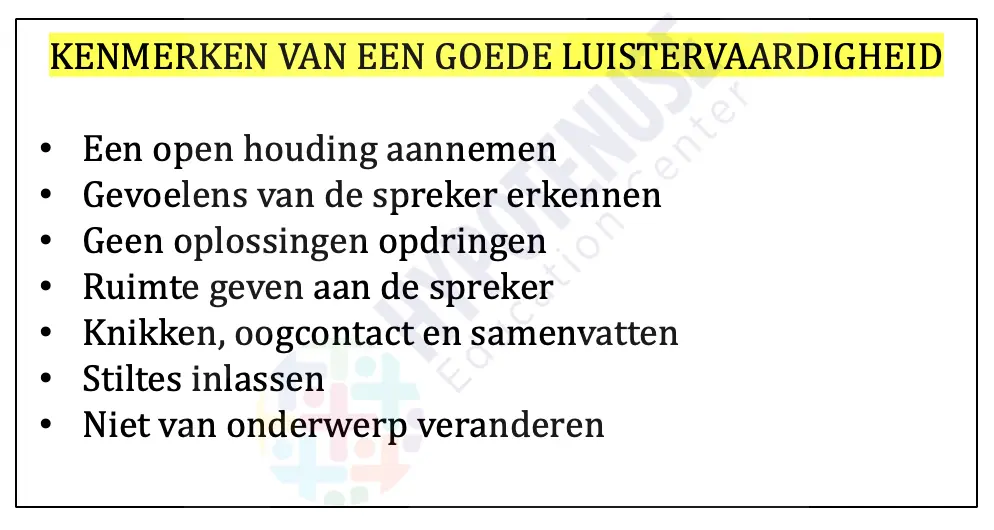 KENMERKEN VAN EEN GOEDE LUISTERVAARDIGHEID
• Een open houding aannemen
• Gevoelens van de spreker erkennen
• Geen oplossingen opdringen
• Ruimte geven aan de spreker
• Knikken, oogcontact en samenvatten
• Stiltes inlassen
• Niet van onderwerp veranderen
HYPOTENUSE
Education Center